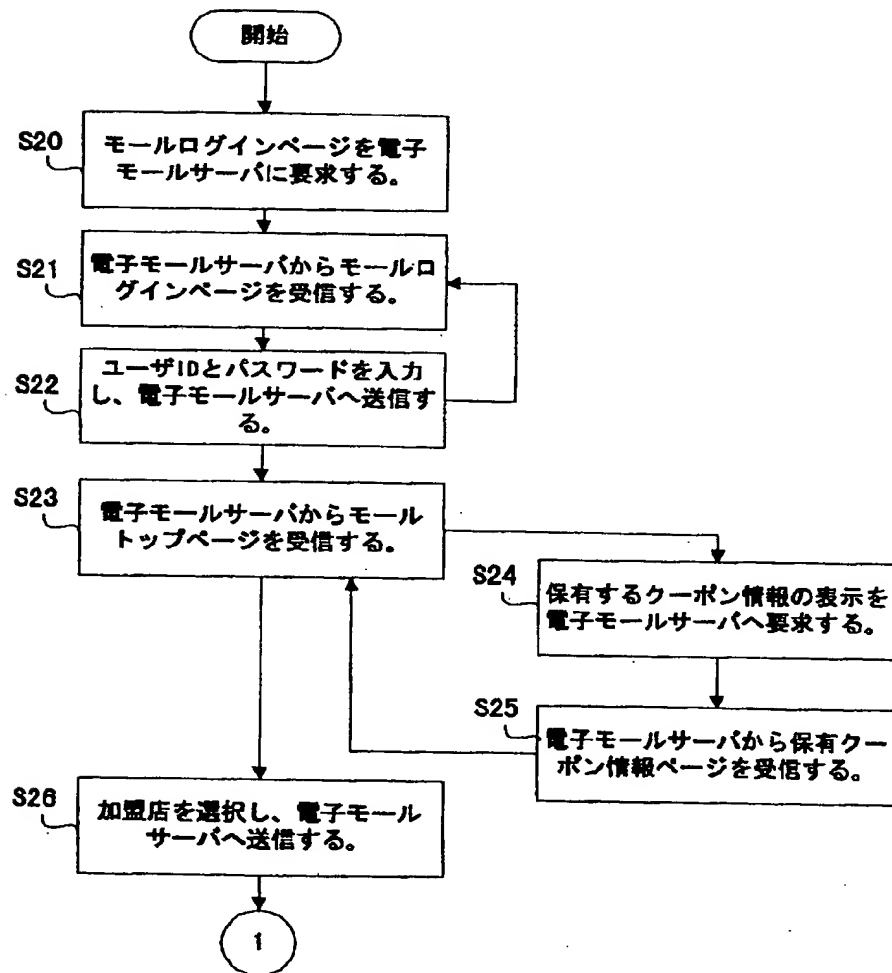 開始
S20
モールログインページを電子
モールサーバに要求する。
S21
電子モールサーバからモールロ
グインページを受信する。
S22
ユーザIDとパスワードを入力
し、電子モールサーバへ送信す
る。
S23
電子モールサーバからモール
トップページを受信する。
S24
保有するクーポン情報の表示を
電子モールサーバへ要求する。
S25
電子モールサーバから保有クー
ポン情報ページを受信する。
S26
加盟店を選択し、電子モール
サーバへ送信する。
1